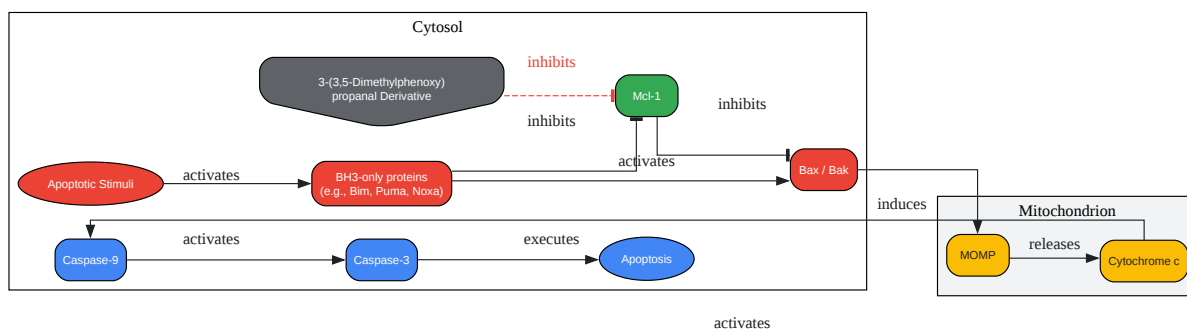 Cytosol
inhibits
3-(3,5-Dimethylphenoxy)
propanal Derivative
Mcl-1
inhibits
inhibits
activates
Apoptotic Stimuli
activates
BH3-only proteins
(e.g., Bim, Puma, Noxa)
Bax / Bak
induces
Mitochondrion
Caspase-9
activates
Caspase-3
executes
Apoptosis
MOMP
releases
Cytochrome c
activates